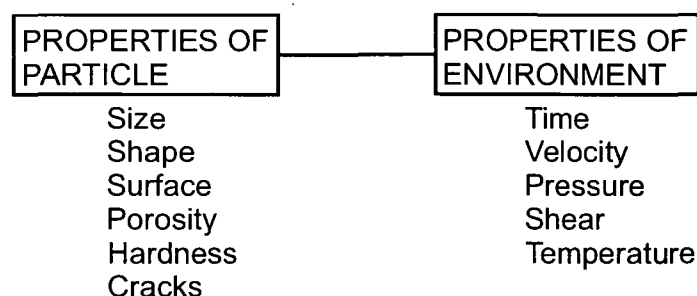 PROPERTIES OF
PARTICLE
Size
Shape
Surface
Porosity
Hardness
Cracks
PROPERTIES OF
ENVIRONMENT
Time
Velocity
Pressure
Shear
Temperature